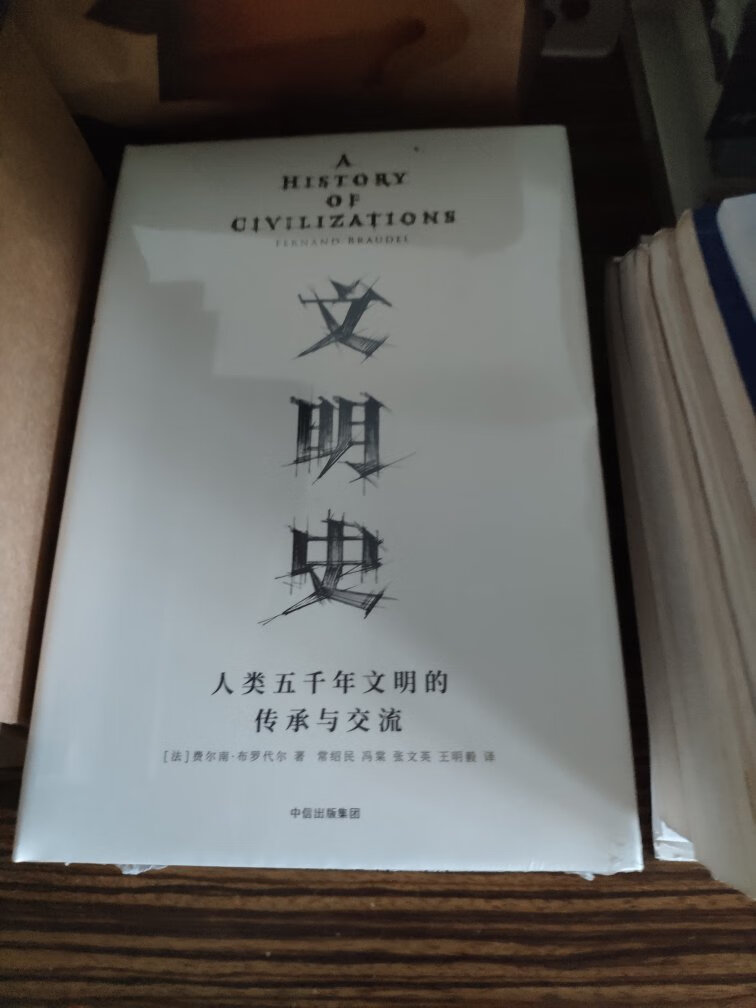 A
HISTORY
OF
CIVILIZATIONS
FERNAND BRAUDEL
文
明
史
人类五千年文明的
传承与交流
[法]费尔南·布罗代尔 著 常绍民 冯棠 张文英 王明毅 译
中信出版集团